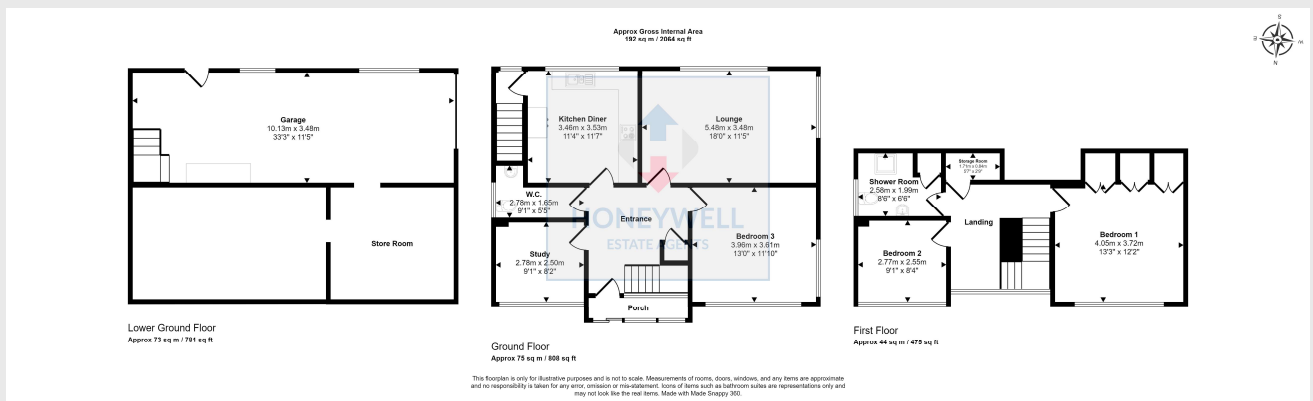 Approx Gross Internal Area
192 sq m / 2064 sq ft
S
E
W
N
Garage
10.13m x 3.48m
33'3" x 11'5"
Store Room
Lower Ground Floor
Approx 73 sq m / 781 sq ft
Kitchen Diner
3.46m x 3.53m
11'4" x 11'7"
Lounge
5.48m x 3.48m
18'0" x 11'5"
W.C.
2.78m x 1.65m
9'1" x 5'5"
Entrance
HONEYWELL
ESTATE AGENTS
Study
2.78m x 2.50m
9'1" x 8'2"
Bedroom 3
3.96m x 3.61m
13'0" x 11'10"
Porch
Ground Floor
Approx 75 sq m / 808 sq ft
Storage Room
1.71m x 0.84m
5'7" x 2'9"
Shower Room
2.58m x 1.99m
8'6" x 6'6"
Landing
Bedroom 1
4.05m x 3.72m
13'3" x 12'2"
Bedroom 2
2.77m x 2.55m
9'1" x 8'4"
First Floor
Approx 44 sq m / 475 sq ft
This floorplan is only for illustrative purposes and is not to scale. Measurements of rooms, doors, windows, and any items are approximate
and no responsibility is taken for any error, omission or mis-statement. Icons of items such as bathroom suites are representations only and
may not look like the real items. Made with Made Snappy 360.